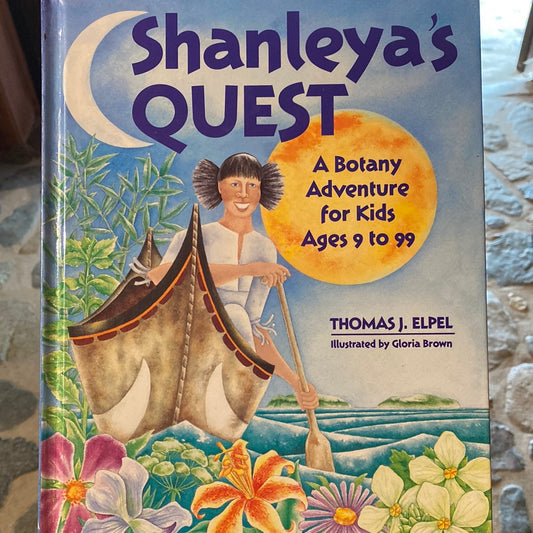 Shanleya's
QUEST
A Botany
Adventure
for Kids
Ages 9 to 99
THOMAS J. ELPEL
Illustrated by Gloria Brown